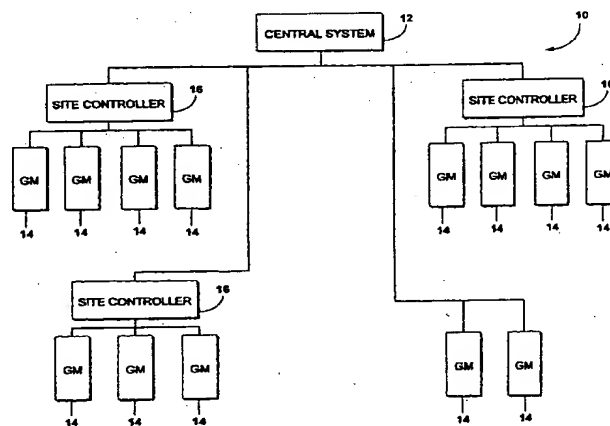 CENTRAL SYSTEM
12
10
SITE CONTROLLER
16
SITE CONTROLLER
GM GM GM GM
GM GM GM GM
14 14 14 14
14 14 14 14
SITE CONTROLLER
16
GM GM GM
GM GM
14 14 14
14 14